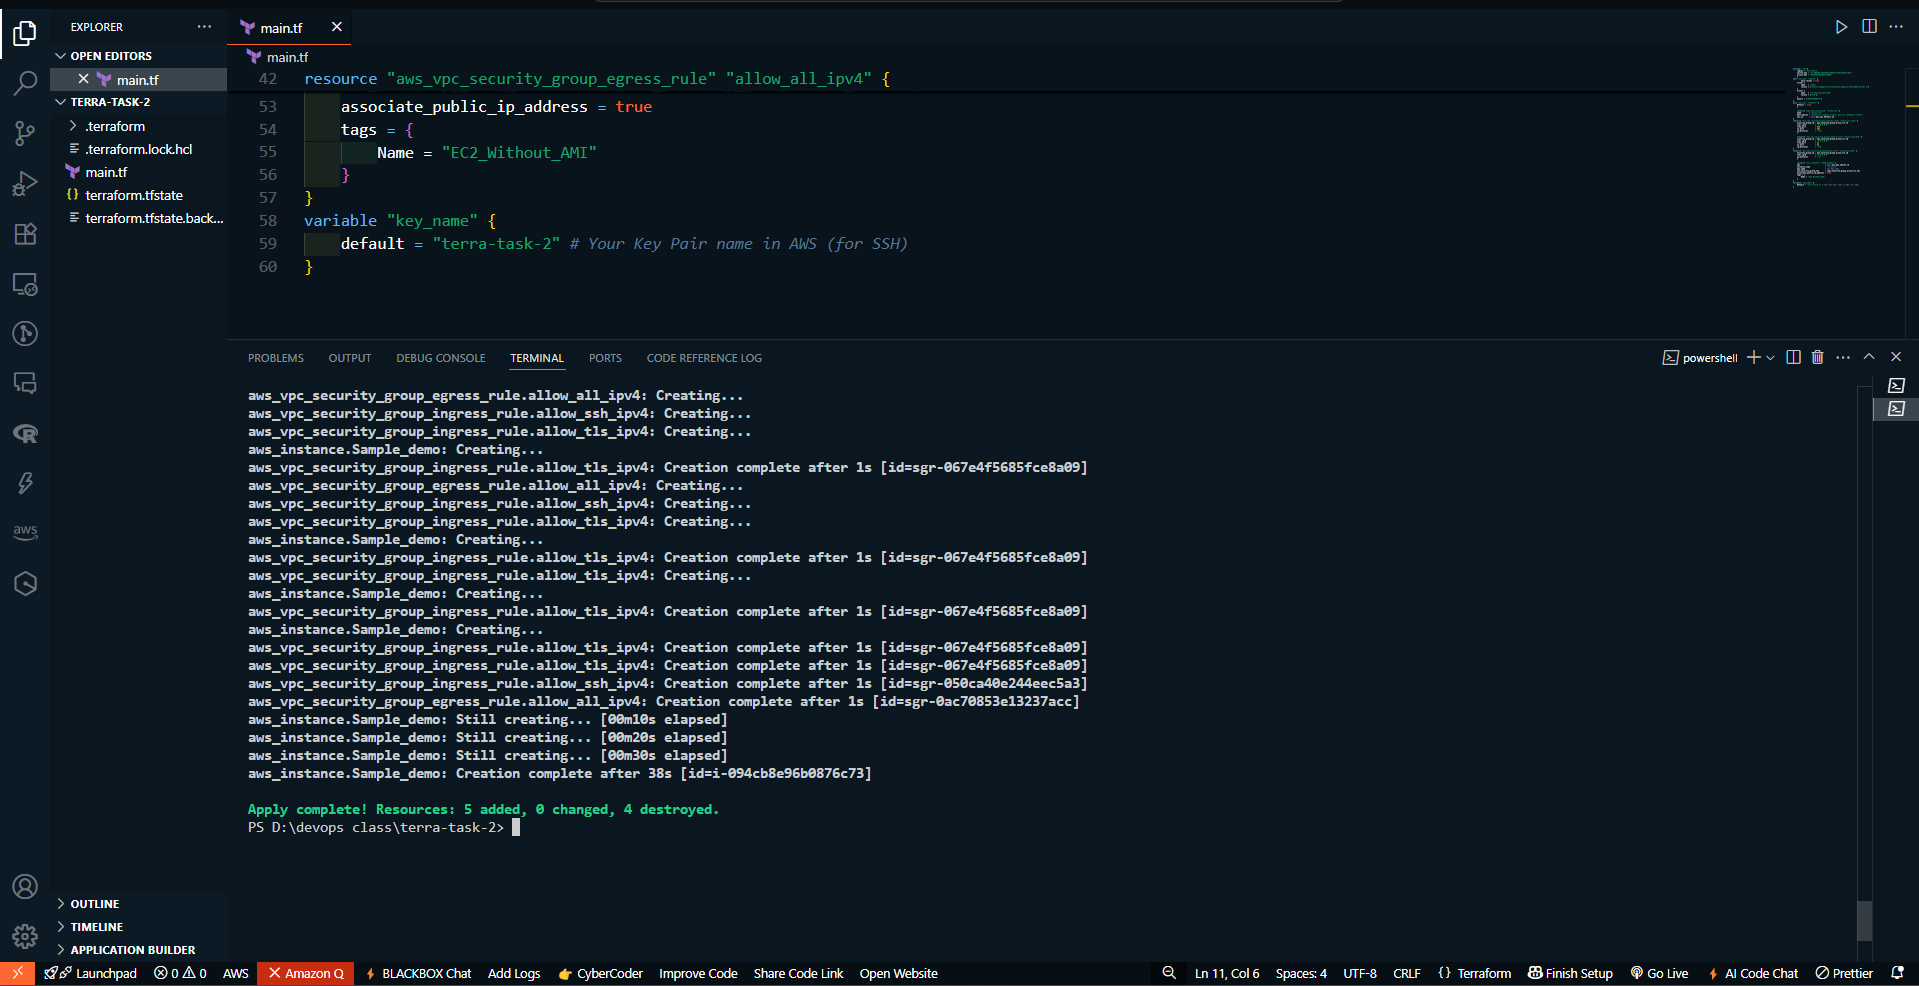 EXPLORER
OPEN EDITORS
main.tf
TERRA-TASK-2
.terraform
.terraform.lock.hcl
main.tf
{} terraform.tfstate
terraform.tfstate.back...
aws
OUTLINE
TIMELINE
APPLICATION BUILDER
main.tf
main.tf
42 resource "aws_vpc_security_group_egress_rule" "allow_all_ipv4" {
53 associate_public_ip_address = true
54 tags = {
55 Name = "EC2_Without_AMI"
56 }
57 }
58 variable "key_name" {
59 default = "terra-task-2" # Your Key Pair name in AWS (for SSH)
60 }
PROBLEMS OUTPUT DEBUG CONSOLE TERMINAL PORTS CODE REFERENCE LOG
powershell
aws_vpc_security_group_egress_rule.allow_all_ipv4: Creating...
aws_vpc_security_group_ingress_rule.allow_ssh_ipv4: Creating...
aws_vpc_security_group_ingress_rule.allow_tls_ipv4: Creating...
aws_instance.Sample_demo: Creating...
aws_vpc_security_group_ingress_rule.allow_tls_ipv4: Creation complete after 1s [id=sgr-067e4f5685fce8a09]
aws_vpc_security_group_egress_rule.allow_all_ipv4: Creating...
aws_vpc_security_group_ingress_rule.allow_ssh_ipv4: Creating...
aws_vpc_security_group_ingress_rule.allow_tls_ipv4: Creating...
aws_instance.Sample_demo: Creating...
aws_vpc_security_group_ingress_rule.allow_tls_ipv4: Creation complete after 1s [id=sgr-067e4f5685fce8a09]
aws_vpc_security_group_ingress_rule.allow_tls_ipv4: Creating...
aws_instance.Sample_demo: Creating...
aws_vpc_security_group_ingress_rule.allow_tls_ipv4: Creation complete after 1s [id=sgr-067e4f5685fce8a09]
aws_instance.Sample_demo: Creating...
aws_vpc_security_group_ingress_rule.allow_tls_ipv4: Creation complete after 1s [id=sgr-067e4f5685fce8a09]
aws_vpc_security_group_ingress_rule.allow_tls_ipv4: Creation complete after 1s [id=sgr-067e4f5685fce8a09]
aws_vpc_security_group_ingress_rule.allow_ssh_ipv4: Creation complete after 1s [id=sgr-050ca40e244eec5a3]
aws_vpc_security_group_egress_rule.allow_all_ipv4: Creation complete after 1s [id=sgr-0ac70853e13237acc]
aws_instance.Sample_demo: Still creating... [00m10s elapsed]
aws_instance.Sample_demo: Still creating... [00m20s elapsed]
aws_instance.Sample_demo: Still creating... [00m30s elapsed]
aws_instance.Sample_demo: Creation complete after 38s [id=i-094cb8e96b0876c73]
Apply complete! Resources: 5 added, 0 changed, 4 destroyed.
PS D:\devops class\terra-task-2>
Launchpad 0 0 AWS Amazon Q BLACKBOX Chat Add Logs CyberCoder Improve Code Share Code Link Open Website Ln 11, Col 6 Spaces: 4 UTF-8 CRLF {} Terraform Finish Setup Go Live AI Code Chat Prettier